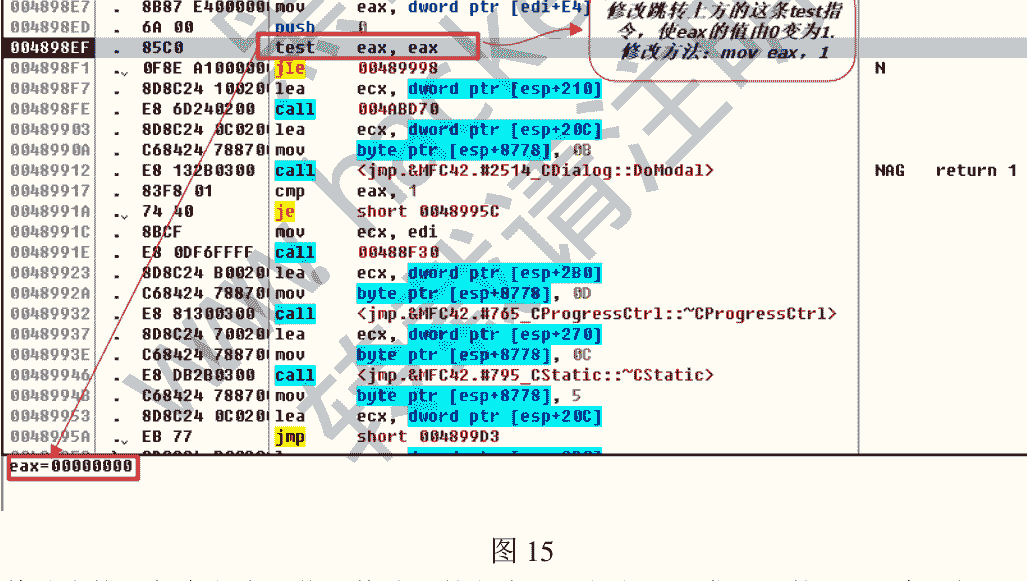 004898E7 . 8B87 E400000 mov eax, dword ptr [edi+E4]
004898ED . 6A 00 push 0
004898EF . 85C0 test eax, eax
004898F1 . 0F8E A100000 jle 00489998 N
004898F7 . 8D8C24 10020 lea ecx, dword ptr [esp+210]
004898FE . E8 6D240200 call 004ABD70
00489903 . 8D8C24 0C020 lea ecx, dword ptr [esp+20C]
0048990A . C68424 78870 mov byte ptr [esp+8778], 0B
00489912 . E8 132B0300 call <jmp.&MFC42.#2514_CDialog::DoModal> NAG return 1
00489917 . 83F8 01 cmp eax, 1
0048991A . 74 40 je short 0048995C
0048991C . 8BCF mov ecx, edi
0048991E . E8 0DF6FFFF call 00488F30
00489923 . 8D8C24 B0020 lea ecx, dword ptr [esp+2B0]
0048992A . C68424 78870 mov byte ptr [esp+8778], 0D
00489932 . E8 81300300 call <jmp.&MFC42.#765_CProgressCtrl::~CProgressCtrl>
00489937 . 8D8C24 70020 lea ecx, dword ptr [esp+270]
0048993E . C68424 78870 mov byte ptr [esp+8778], 0C
00489946 . E8 DB2B0300 call <jmp.&MFC42.#795_CStatic::~CStatic>
0048994B . C68424 78870 mov byte ptr [esp+8778], 5
00489953 . 8D8C24 0C020 lea ecx, dword ptr [esp+20C]
0048995A . EB 77 jmp short 004899D3
修改跳转上方的这条test指
令，使eax的值由0变为1.
修改方法：mov eax，1
eax=00000000
图 15